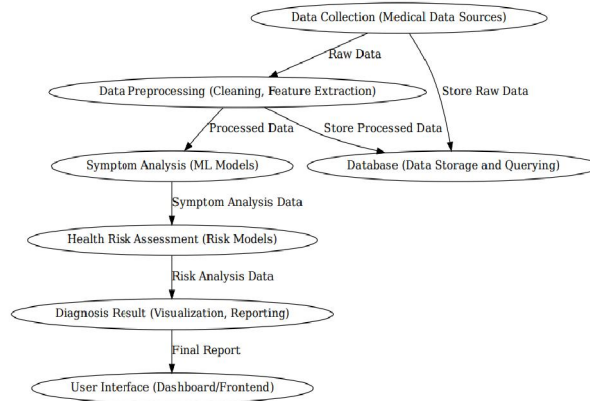 Data Collection (Medical Data Sources)
Raw Data
Data Preprocessing (Cleaning, Feature Extraction)
Store Raw Data
Processed Data
Store Processed Data
Symptom Analysis (ML Models)
Database (Data Storage and Querying)
Symptom Analysis Data
Health Risk Assessment (Risk Models)
Risk Analysis Data
Diagnosis Result (Visualization, Reporting)
Final Report
User Interface (Dashboard/Frontend)